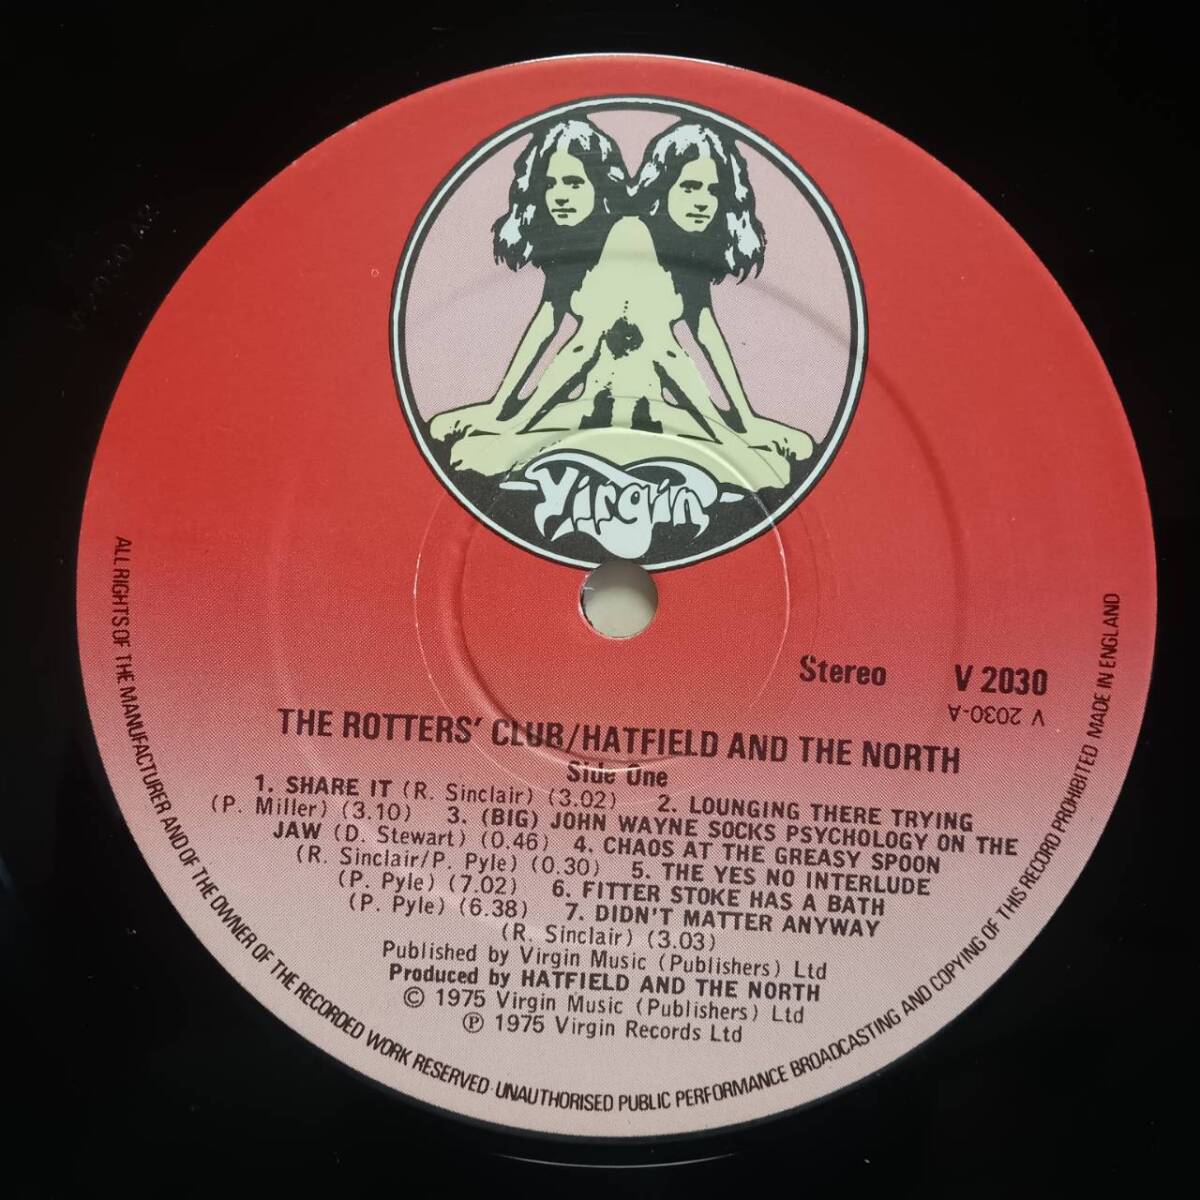 Virgin
Stereo V 2030
V 2030-A
THE ROTTERS' CLUB/HATFIELD AND THE NORTH
Side One
1. SHARE IT (R. Sinclair) (3.02) 2. LOUNGING THERE TRYING
(P. Miller) (3.10) 3. (BIG) JOHN WAYNE SOCKS PSYCHOLOGY ON THE
JAW (D. Stewart) (0.46) 4. CHAOS AT THE GREASY SPOON
(R. Sinclair/P. Pyle) (0.30) 5. THE YES NO INTERLUDE
(P. Pyle) (7.02) 6. FITTER STOKE HAS A BATH
(P. Pyle) (6.38) 7. DIDN'T MATTER ANYWAY
(R. Sinclair) (3.03)
Published by Virgin Music (Publishers) Ltd
Produced by HATFIELD AND THE NORTH
© 1975 Virgin Music (Publishers) Ltd
℗ 1975 Virgin Records Ltd
ALL RIGHTS OF THE MANUFACTURER AND OF THE OWNER OF THE RECORDED WORK RESERVED · UNAUTHORISED PUBLIC PERFORMANCE BROADCASTING AND COPYING OF THIS RECORD PROHIBITED MADE IN ENGLAND